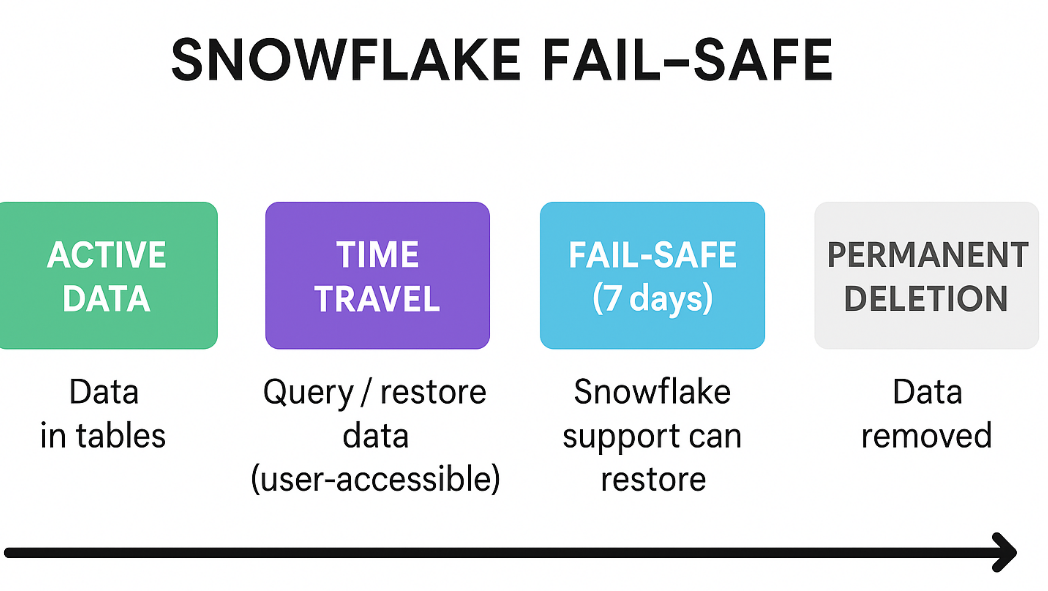 SNOWFLAKE FAIL–SAFE
ACTIVE
DATA
Data
in tables
TIME
TRAVEL
Query / restore
data
(user-accessible)
FAIL-SAFE
(7 days)
Snowflake
support can
restore
PERMANENT
DELETION
Data
removed